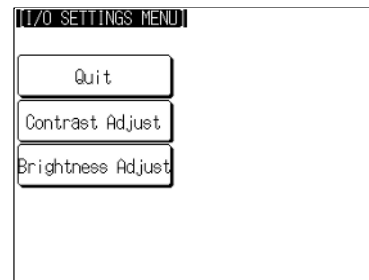 [I/O SETTINGS MENU]
Quit
Contrast Adjust
Brightness Adjust